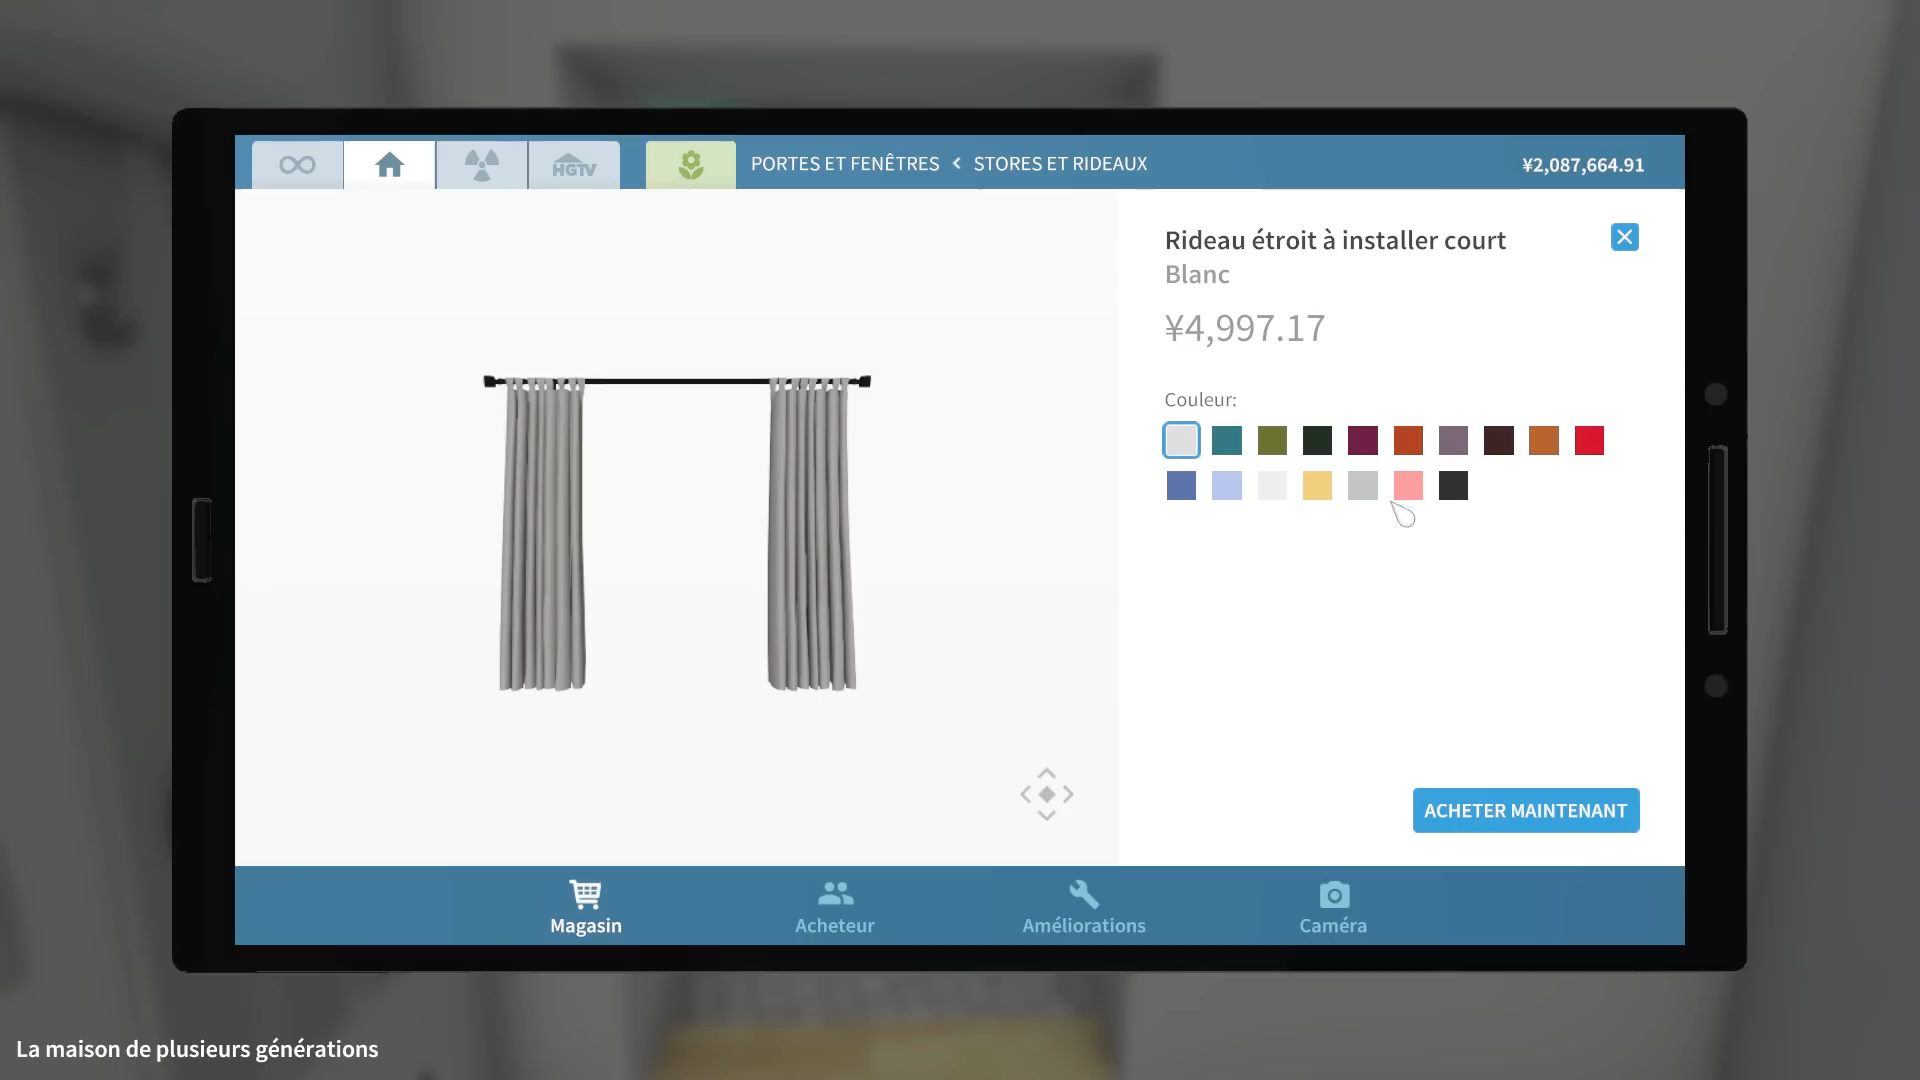 HGTV
PORTES ET FENÊTRES < STORES ET RIDEAUX
¥2,087,664.91
Rideau étroit à installer court
Blanc
¥4,997.17
Couleur:
ACHETER MAINTENANT
Magasin
Acheteur
Améliorations
Caméra
La maison de plusieurs générations